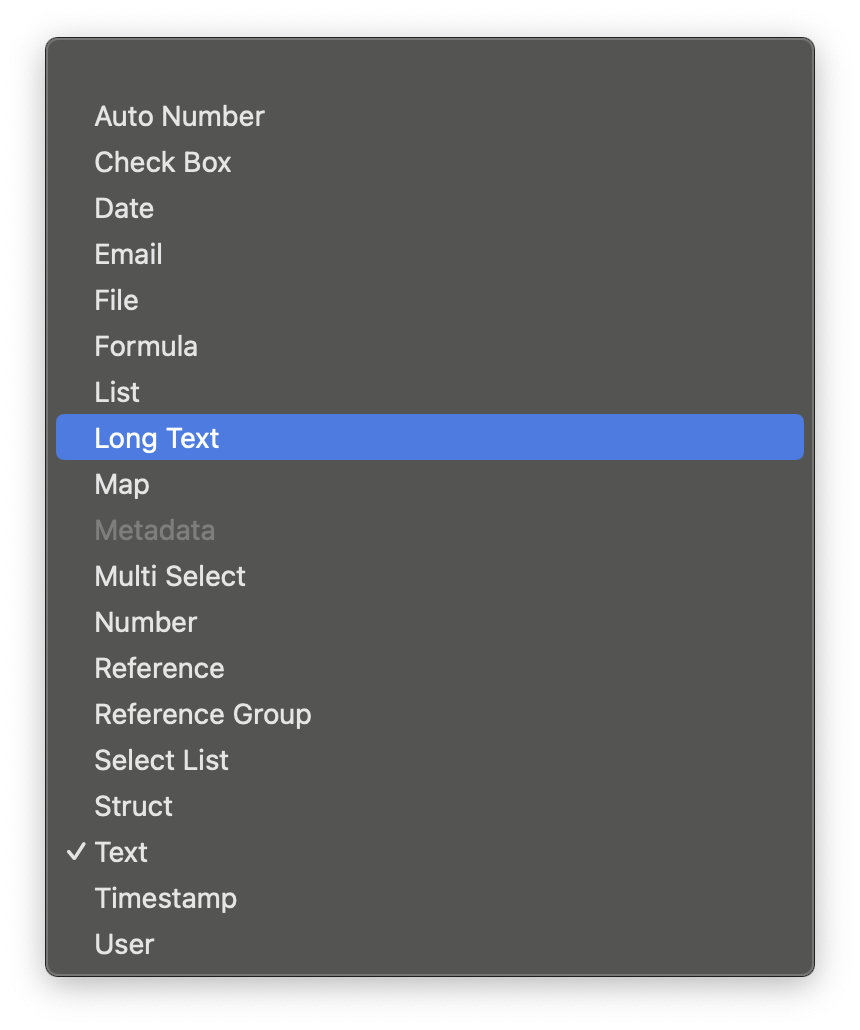 Auto Number
Check Box
Date
Email
File
Formula
List
Long Text
Map
Metadata
Multi Select
Number
Reference
Reference Group
Select List
Struct
✓ Text
Timestamp
User